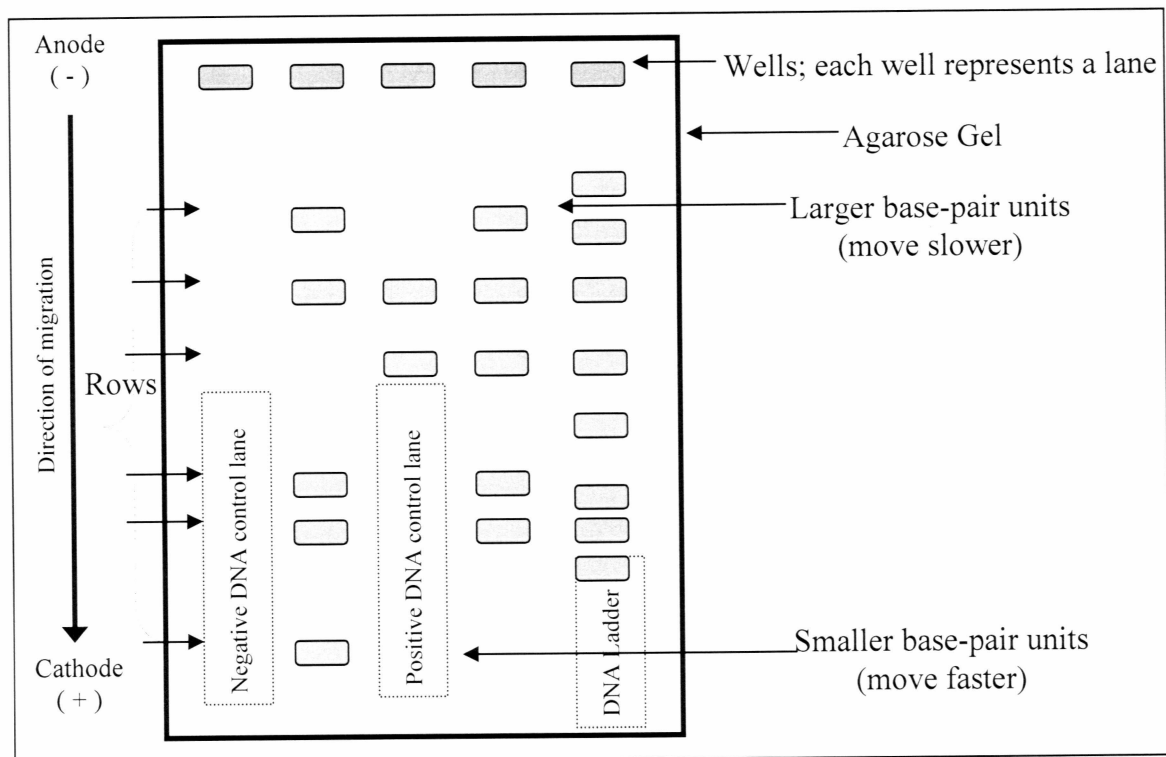 Anode
( - )
Wells; each well represents a lane
Agarose Gel
Larger base-pair units
(move slower)
Direction of migration
Rows
Negative DNA control lane
Positive DNA control lane
DNA Ladder
Smaller base-pair units
(move faster)
Cathode
( + )